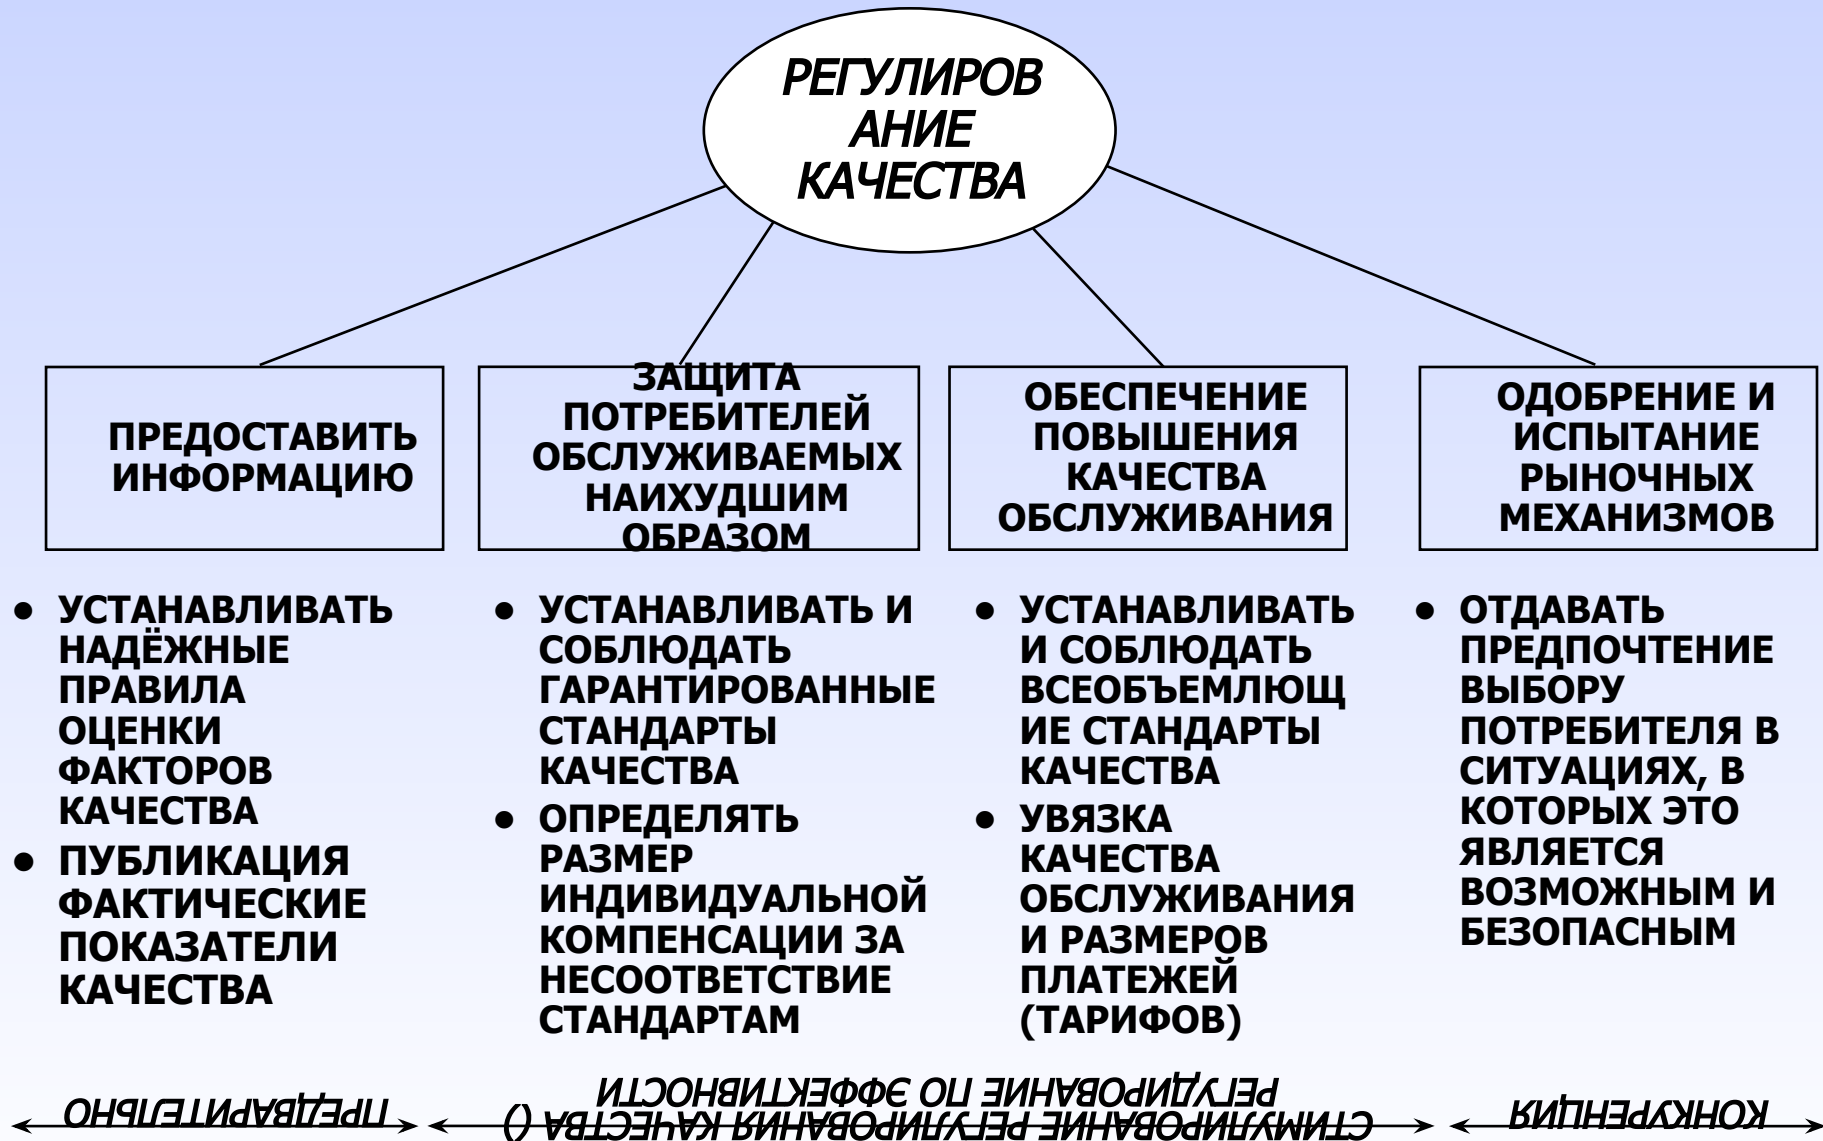 РЕГУЛИРОВ
АНИЕ
КАЧЕСТВА
ПРЕДОСТАВИТЬ
ИНФОРМАЦИЮ
ЗАЩИТА
ПОТРЕБИТЕЛЕЙ
ОБСЛУЖИВАЕМЫХ
НАИХУДШИМ
ОБРАЗОМ
ОБЕСПЕЧЕНИЕ
ПОВЫШЕНИЯ
КАЧЕСТВА
ОБСЛУЖИВАНИЯ
ОДОБРЕНИЕ И
ИСПЫТАНИЕ
РЫНОЧНЫХ
МЕХАНИЗМОВ
● УСТАНАВЛИВАТЬ
НАДЁЖНЫЕ
ПРАВИЛА
ОЦЕНКИ
ФАКТОРОВ
КАЧЕСТВА
● ПУБЛИКАЦИЯ
ФАКТИЧЕСКИЕ
ПОКАЗАТЕЛИ
КАЧЕСТВА
● УСТАНАВЛИВАТЬ И
СОБЛЮДАТЬ
ГАРАНТИРОВАННЫЕ
СТАНДАРТЫ
КАЧЕСТВА
● ОПРЕДЕЛЯТЬ
РАЗМЕР
ИНДИВИДУАЛЬНОЙ
КОМПЕНСАЦИИ ЗА
НЕСООТВЕТСТВИЕ
СТАНДАРТАМ
● УСТАНАВЛИВАТЬ
И СОБЛЮДАТЬ
ВСЕОБЪЕМЛЮЩ
ИЕ СТАНДАРТЫ
КАЧЕСТВА
● УВЯЗКА
КАЧЕСТВА
ОБСЛУЖИВАНИЯ
И РАЗМЕРОВ
ПЛАТЕЖЕЙ
(ТАРИФОВ)
● ОТДАВАТЬ
ПРЕДПОЧТЕНИЕ
ВЫБОРУ
ПОТРЕБИТЕЛЯ В
СИТУАЦИЯХ, В
КОТОРЫХ ЭТО
ЯВЛЯЕТСЯ
ВОЗМОЖНЫМ И
БЕЗОПАСНЫМ
ПРЕДВАРИТЕЛЬНО
СТИМУЛИРОВАНИЕ РЕГУЛИРОВАНИЯ КАЧЕСТВА ()
РЕГУДИРОВАНИЕ ПО ЭФФЕКТИВНОСТИ
КОНКУРЕНЦИЯ